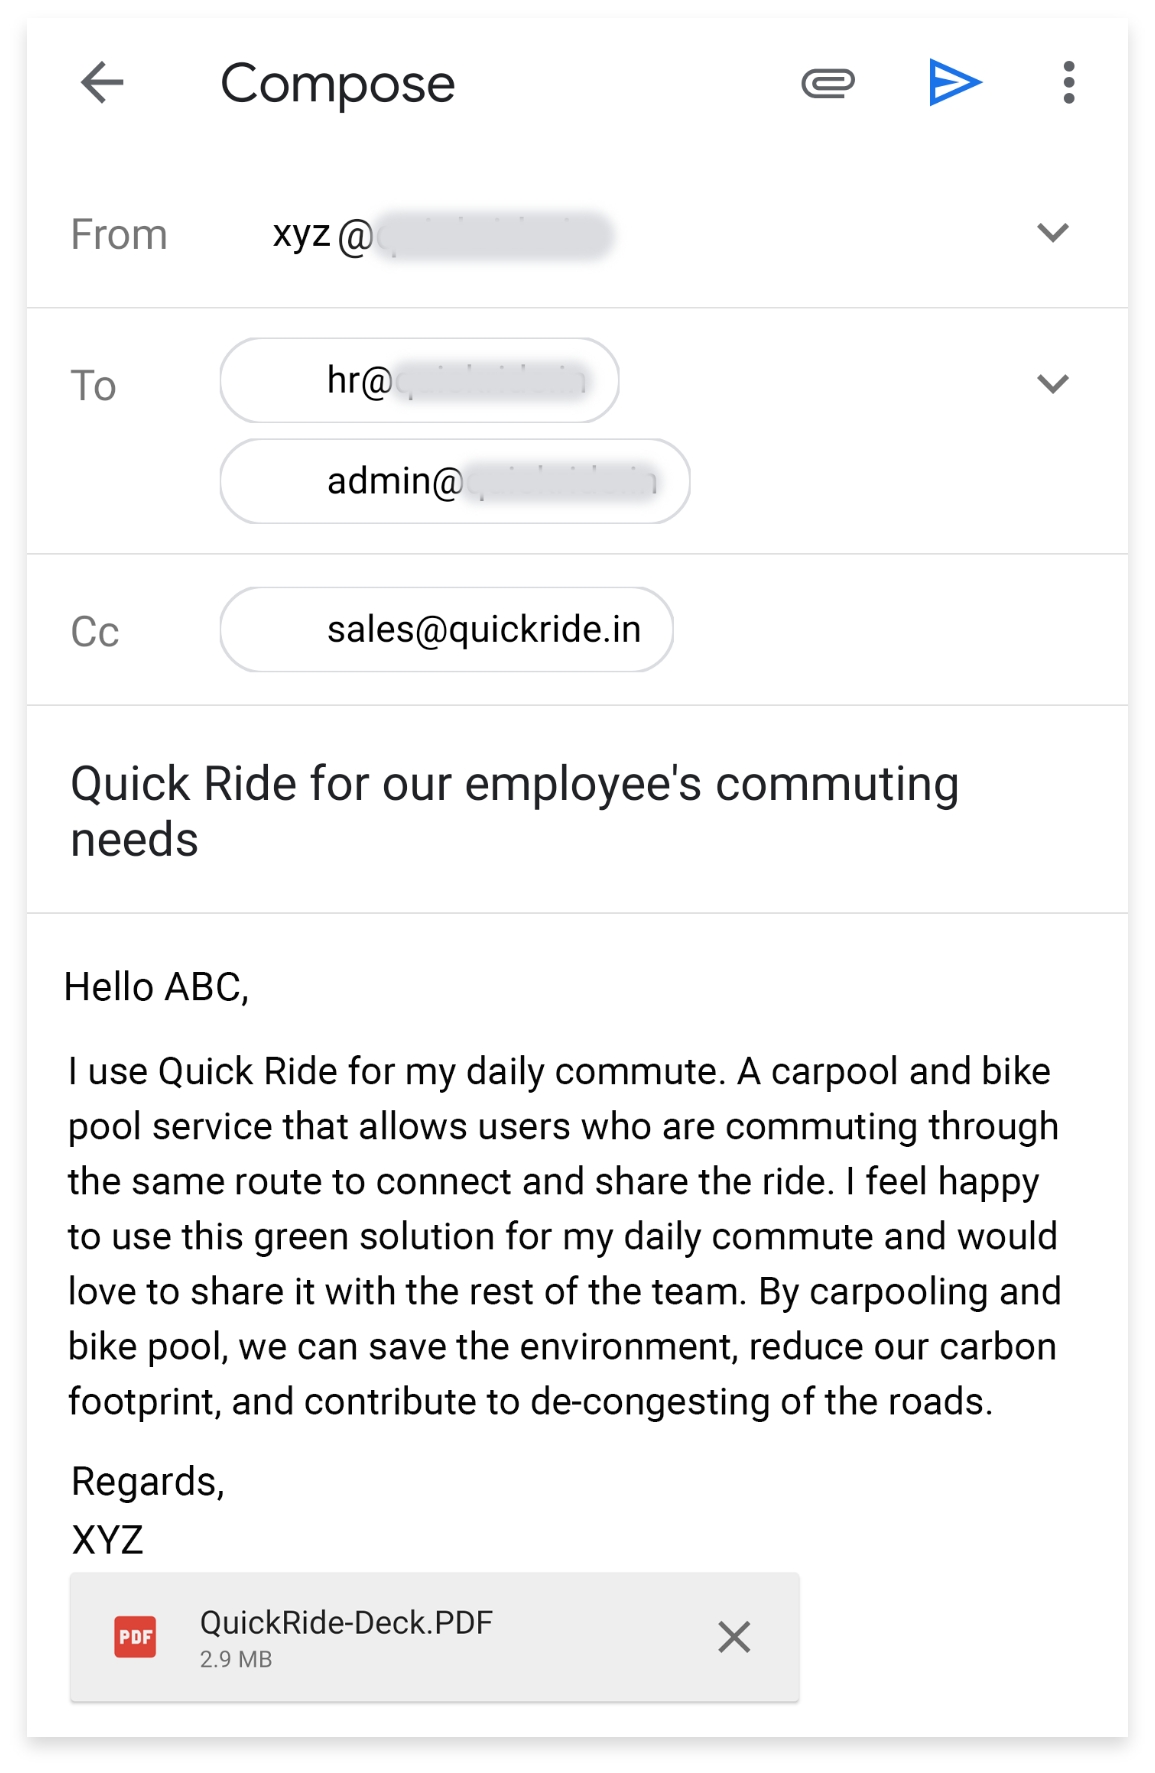 Compose
From xyz@
To hr@
admin@
Cc sales@quickride.in
Quick Ride for our employee's commuting
needs
Hello ABC,
I use Quick Ride for my daily commute. A carpool and bike
pool service that allows users who are commuting through
the same route to connect and share the ride. I feel happy
to use this green solution for my daily commute and would
love to share it with the rest of the team. By carpooling and
bike pool, we can save the environment, reduce our carbon
footprint, and contribute to de-congesting of the roads.
Regards,
XYZ
PDF QuickRide-Deck.PDF
2.9 MB